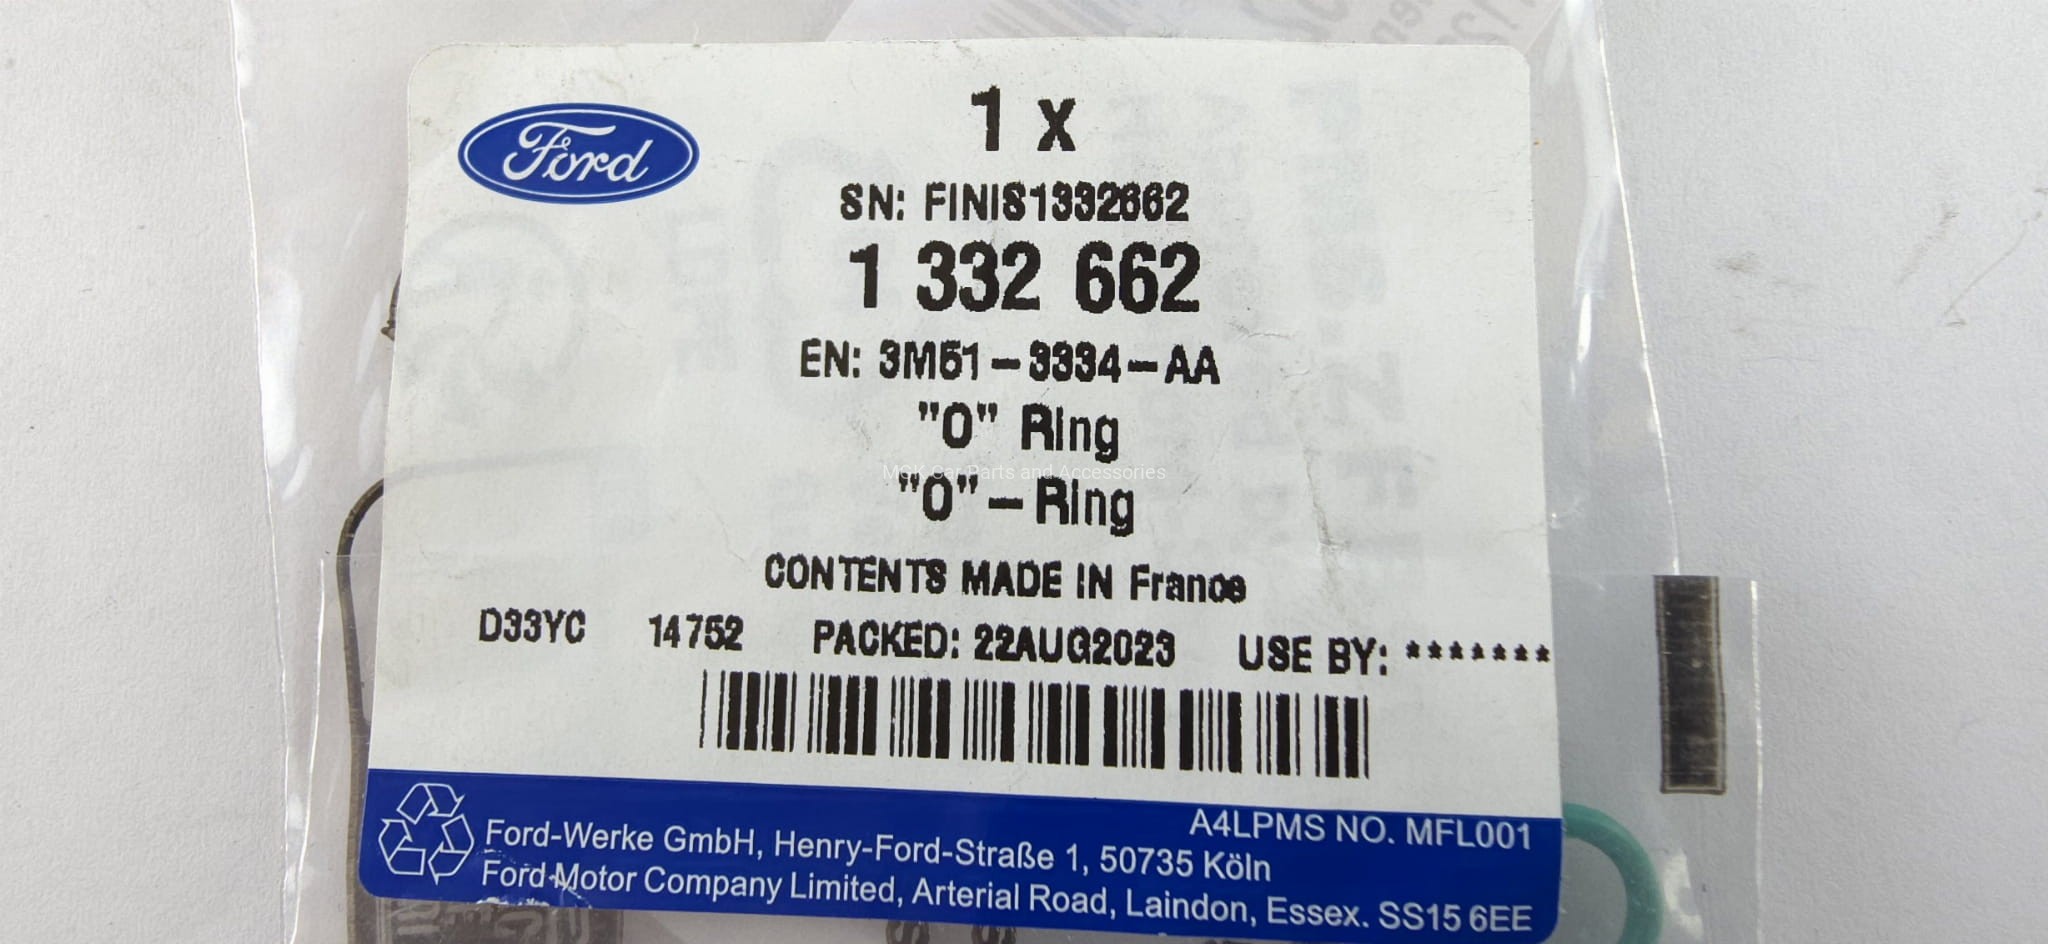 Ford
1 x
SN: FINIS1332662
1 332 662
EN: 3M51-3334-AA
"O" Ring
MGK Car Parts and Accessories
"O"-Ring
CONTENTS MADE IN France
D33YC 14752 PACKED: 22AUG2023 USE BY: *******
A4LPMS NO. MFL001
Ford-Werke GmbH, Henry-Ford-Straße 1, 50735 Köln
Ford Motor Company Limited, Arterial Road, Laindon, Essex. SS15 6EE